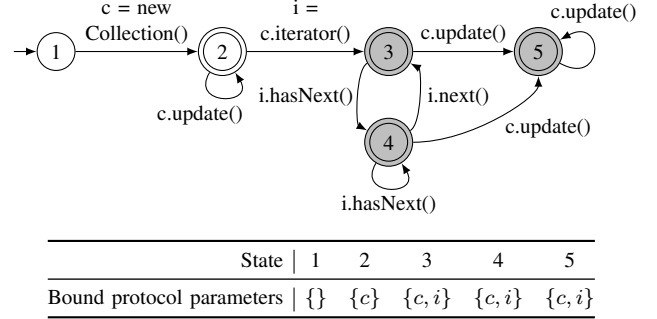 c = new
Collection()
i =
c.iterator()
c.update()
c.update()
1
2
3
5
c.update()
i.hasNext()
i.next()
4
c.update()
i.hasNext()
State | 1 2 3 4 5
Bound protocol parameters | {} {c} {c, i} {c, i} {c, i}